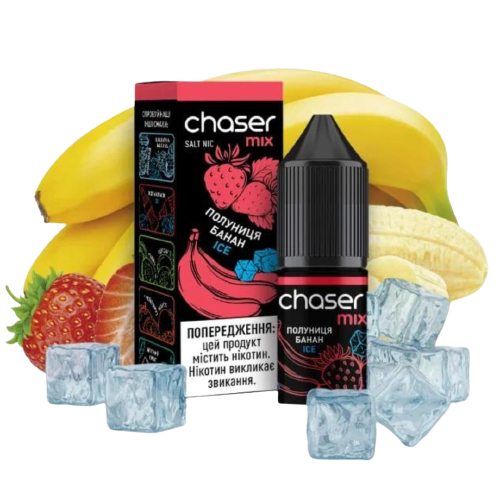 chaser
mix
SALT NIC
ПОЛУНИЦЯ
БАНАН
ICE
ПОПЕРЕДЖЕННЯ:
цей продукт
містить нікотин.
Нікотин викликає
звикання.
chaser
mix
ПОЛУНИЦЯ
БАНАН
ICE